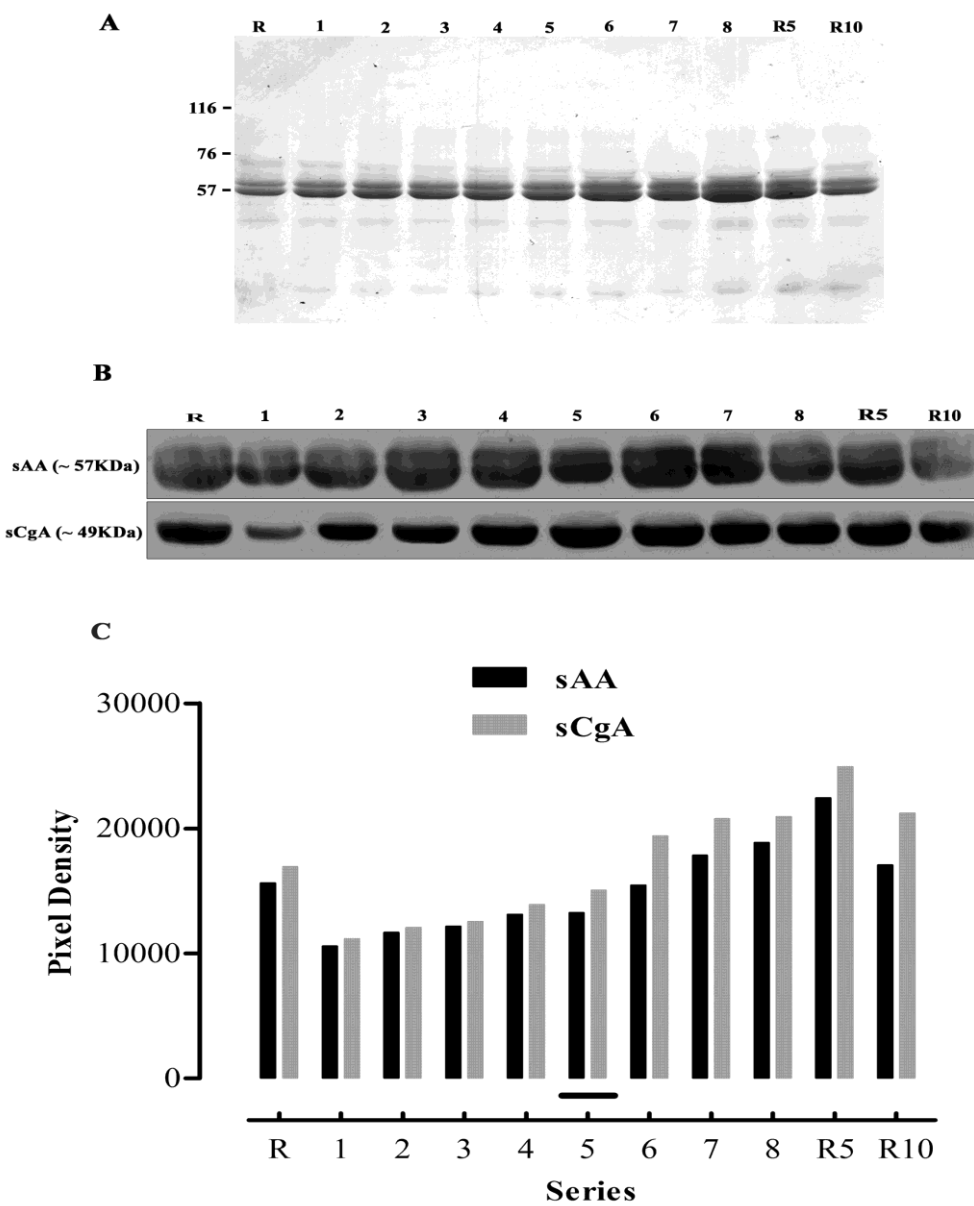 A
R 1 2 3 4 5 6 7 8 R5 R10
116
76
57
B
R 1 2 3 4 5 6 7 8 R5 R10
sAA (~ 57KDa)
sCgA (~ 49KDa)
C
sAA
sCgA
30000
20000
10000
0
Pixel Density
R 1 2 3 4 5 6 7 8 R5 R10
Series